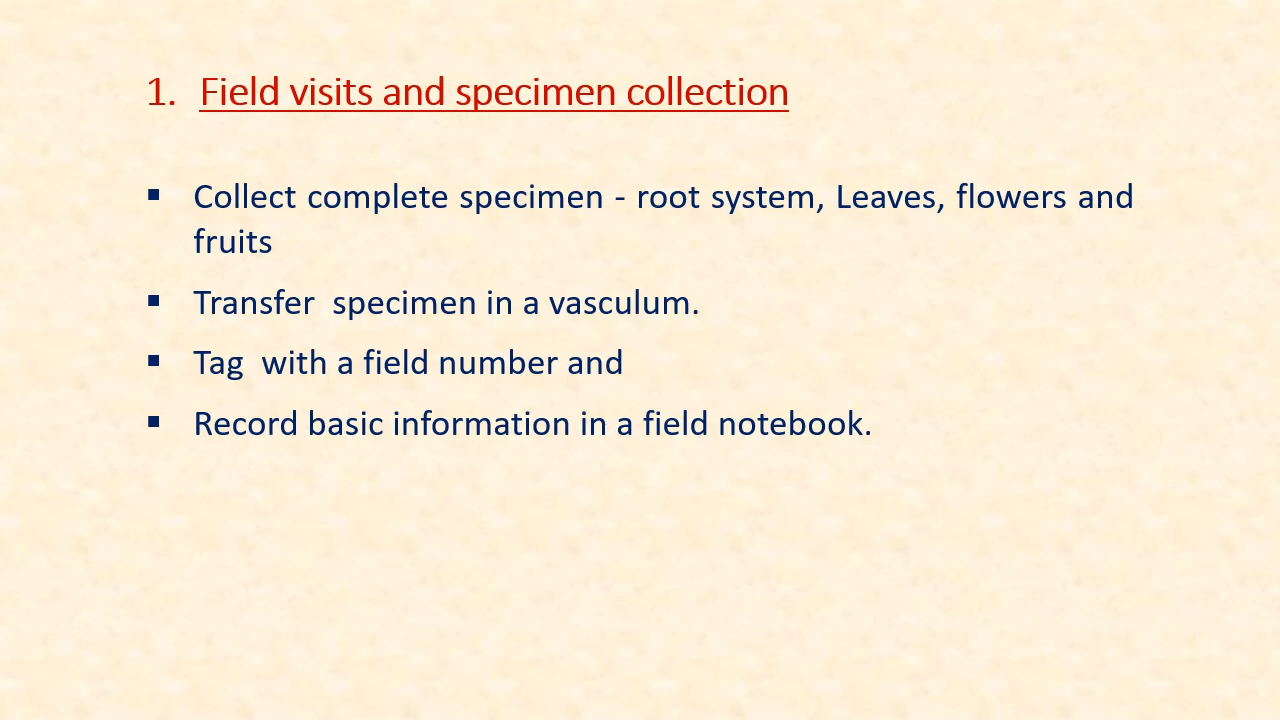 1. Field visits and specimen collection
▪ Collect complete specimen - root system, Leaves, flowers and
fruits
▪ Transfer  specimen in a vasculum.
▪ Tag  with a field number and
▪ Record basic information in a field notebook.